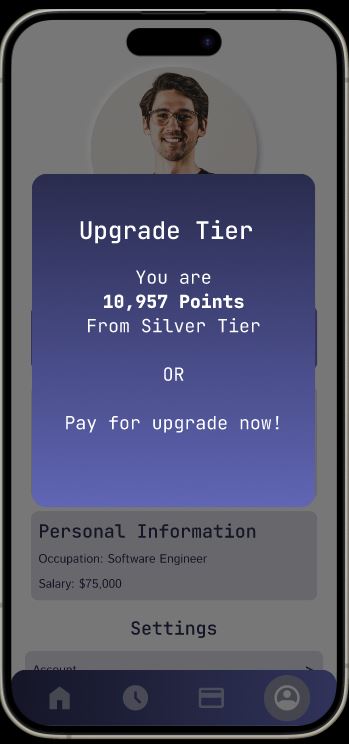 Upgrade Tier
You are
10,957 Points
From Silver Tier
OR
Pay for upgrade now!
Personal Information
Occupation: Software Engineer
Salary: $75,000
Settings
Account
>